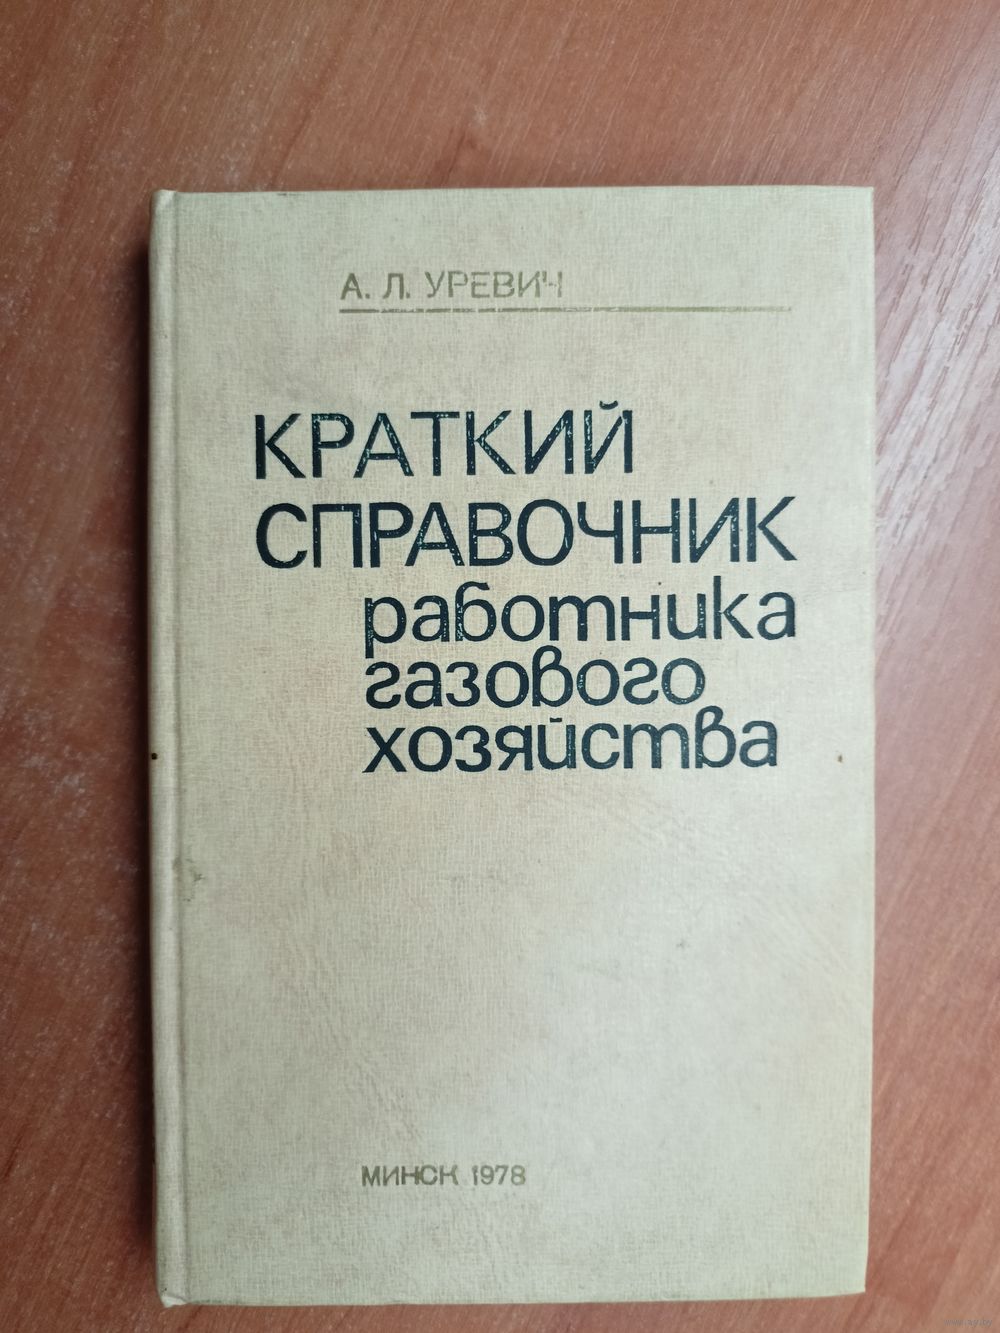 А. Л. УРЕВИЧ
КРАТКИЙ
СПРАВОЧНИК
работника
газового
хозяйства
МИНСК 1978